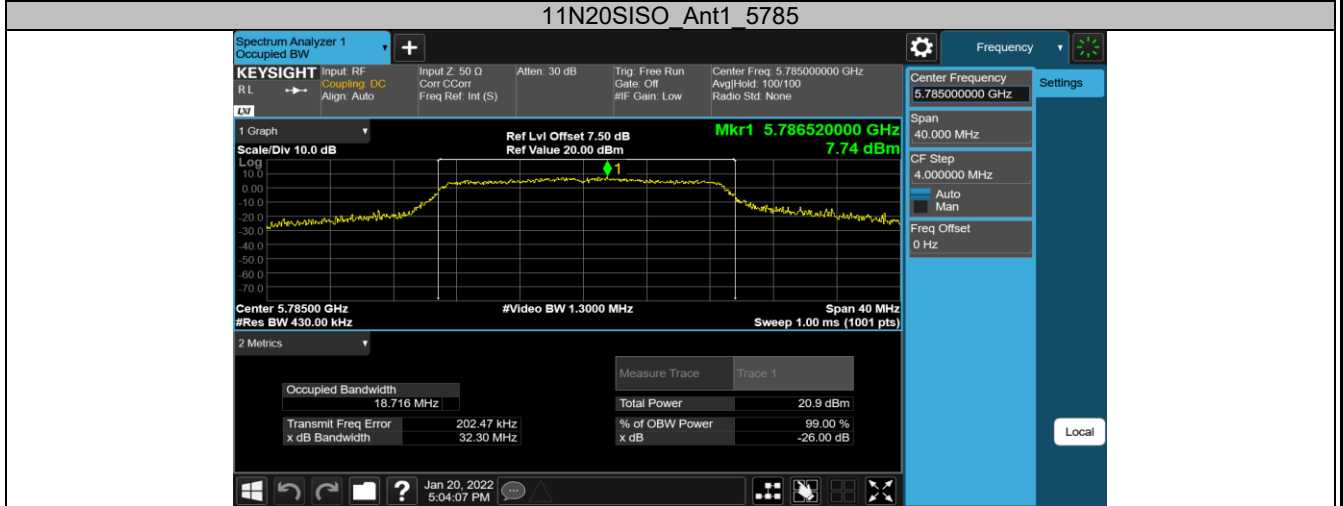 11N20SISO_Ant1_5785
Spectrum Analyzer 1
Occupied BW
Frequency
KEYSIGHT
RL
LXI
Input: RF
Coupling: DC
Align: Auto
Input Z: 50 Ω
Corr CCorr
Freq Ref: Int (S)
Atten: 30 dB
Trig: Free Run
Gate: Off
#IF Gain: Low
Center Freq: 5.785000000 GHz
Avg|Hold: 100/100
Radio Std: None
Center Frequency
5.785000000 GHz
Settings
Span
40.000 MHz
CF Step
4.000000 MHz
Auto
Man
Freq Offset
0 Hz
1 Graph
Scale/Div 10.0 dB
Ref Lvl Offset 7.50 dB
Ref Value 20.00 dBm
Mkr1 5.786520000 GHz
7.74 dBm
Log
10.0
0.00
-10.0
-20.0
-30.0
-40.0
-50.0
-60.0
-70.0
1
Center 5.78500 GHz
#Video BW 1.3000 MHz
Span 40 MHz
#Res BW 430.00 kHz
Sweep 1.00 ms (1001 pts)
2 Metrics
Measure Trace
Trace 1
Occupied Bandwidth
18.716 MHz
Total Power
20.9 dBm
Transmit Freq Error
202.47 kHz
% of OBW Power
99.00 %
x dB Bandwidth
32.30 MHz
x dB
-26.00 dB
Local
Jan 20, 2022
5:04:07 PM